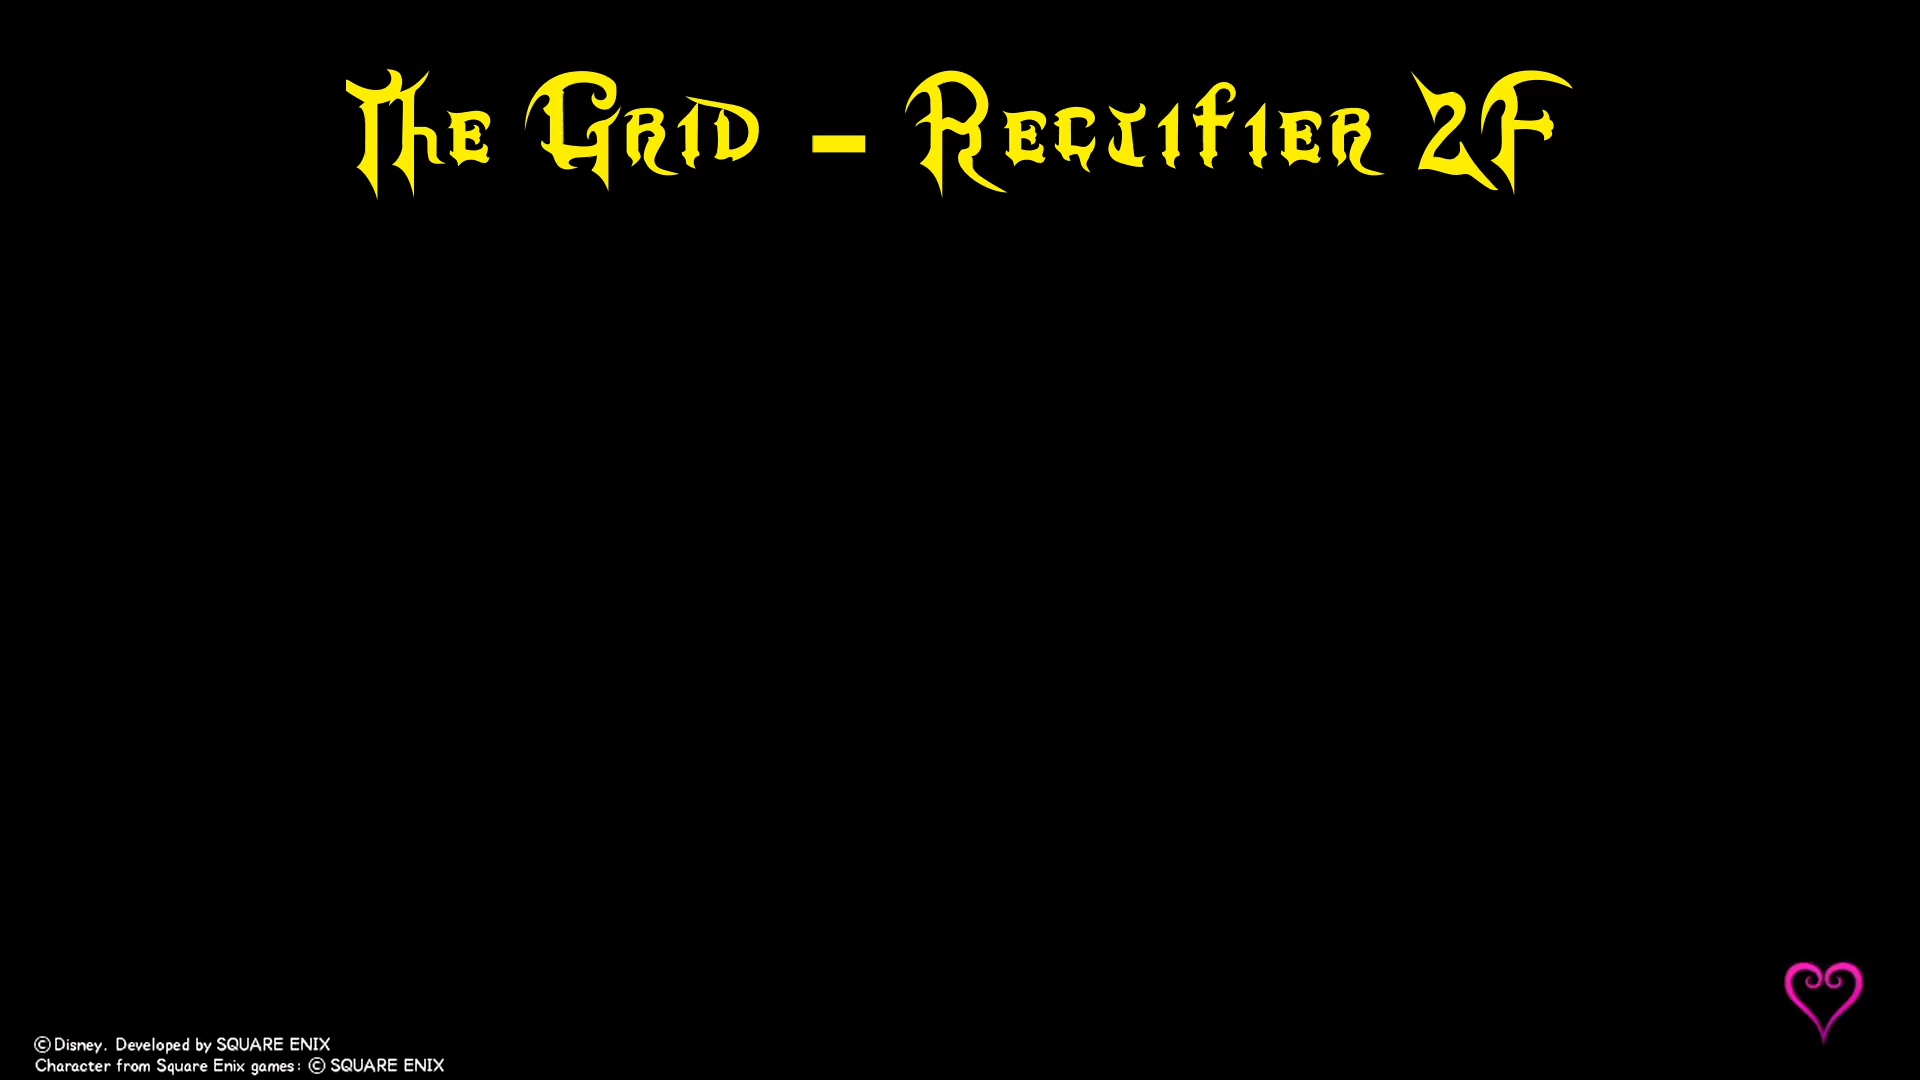 The Grid - Rectifier 2F
© Disney. Developed by SQUARE ENIX
Character from Square Enix games: © SQUARE ENIX